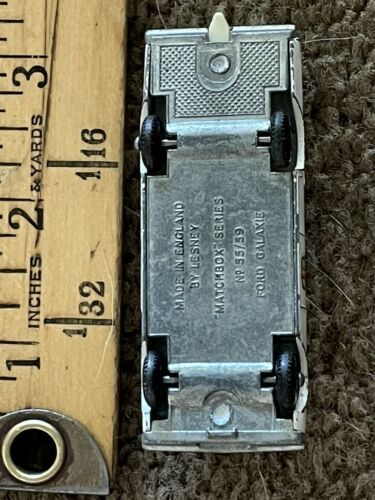 3
2
INCHES & YARDS
1/16
1/32
MADE IN ENGLAND
BY LESNEY
"MATCHBOX" SERIES
Nº 55/59
FORD GALAXIE